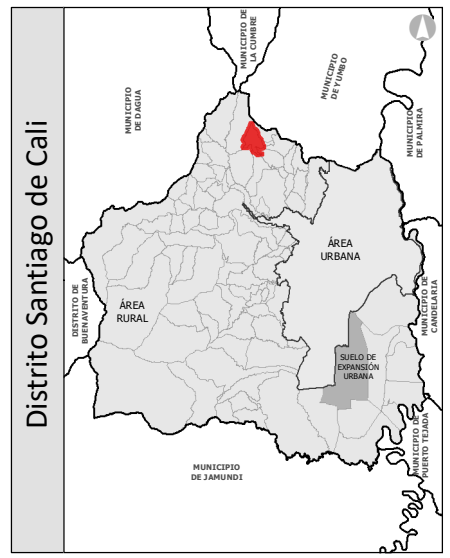 Distrito Santiago de Cali
MUNICIPIO
DE DAGUA
MUNICIPIO DE
LA CUMBRE
MUNICIPIO
DE YUMBO
MUNICIPIO
DE PALMIRA
DISTRITO DE
BUENAVENTURA
ÁREA
RURAL
ÁREA
URBANA
MUNICIPIO DE
CANDELARIA
SUELO DE
EXPANSIÓN
URBANA
MUNICIPIO DE
PUERTO TEJADA
MUNICIPIO
DE JAMUNDI